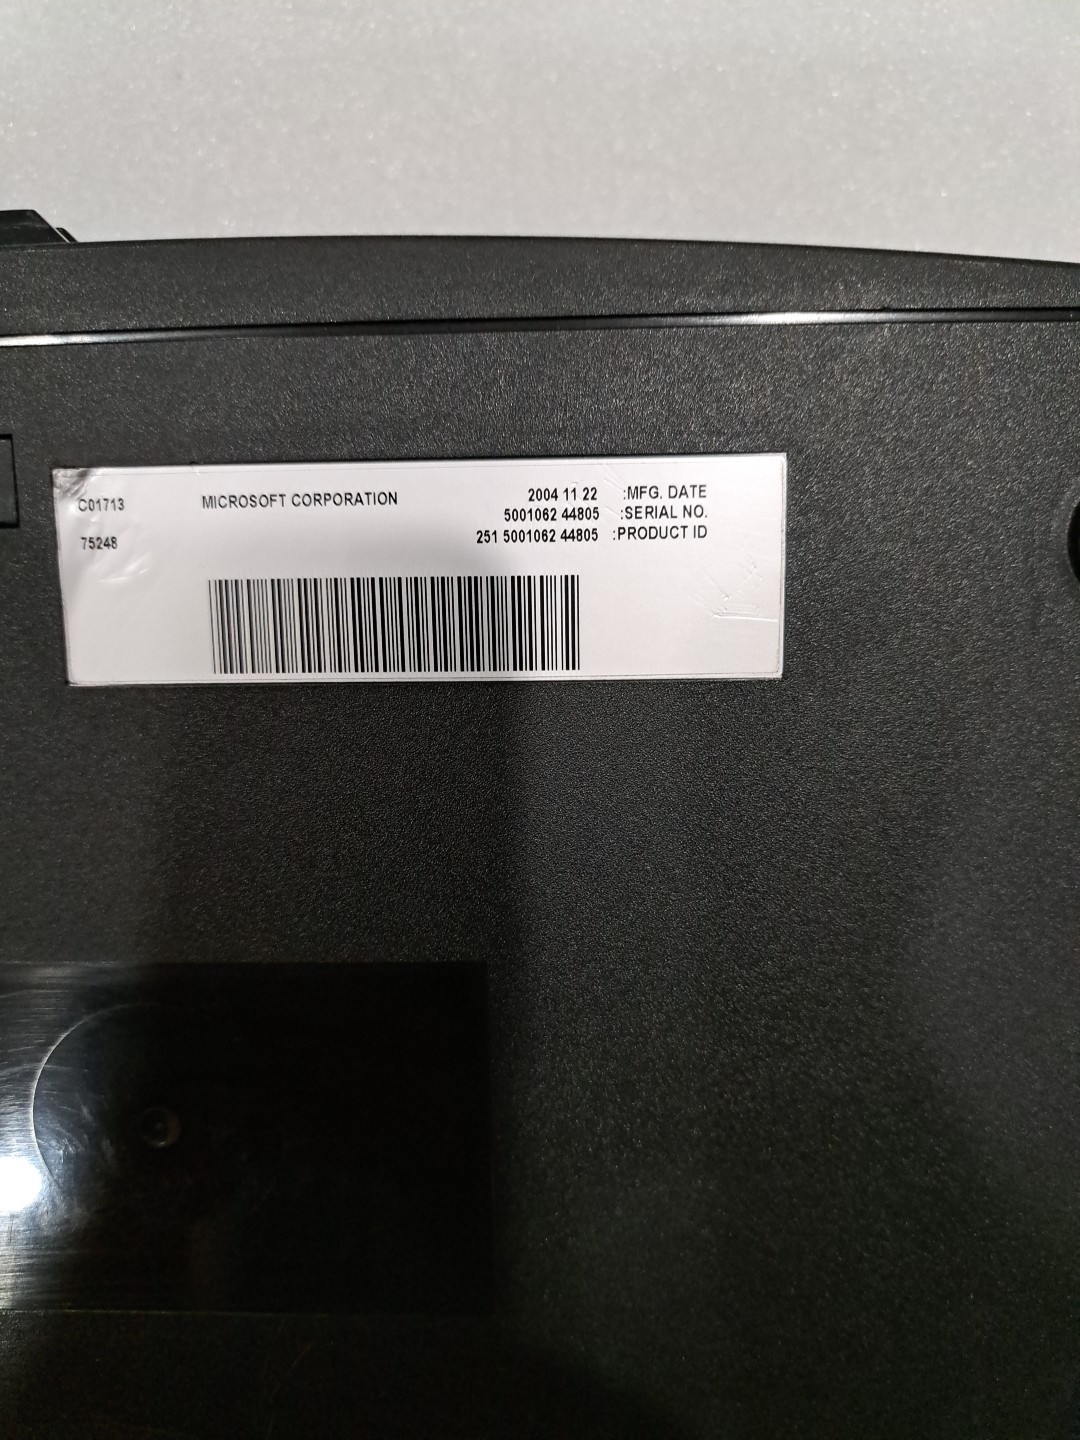 C01713 MICROSOFT CORPORATION 2004 11 22 :MFG. DATE
5001062 44805 :SERIAL NO.
75248 251 5001062 44805 :PRODUCT ID